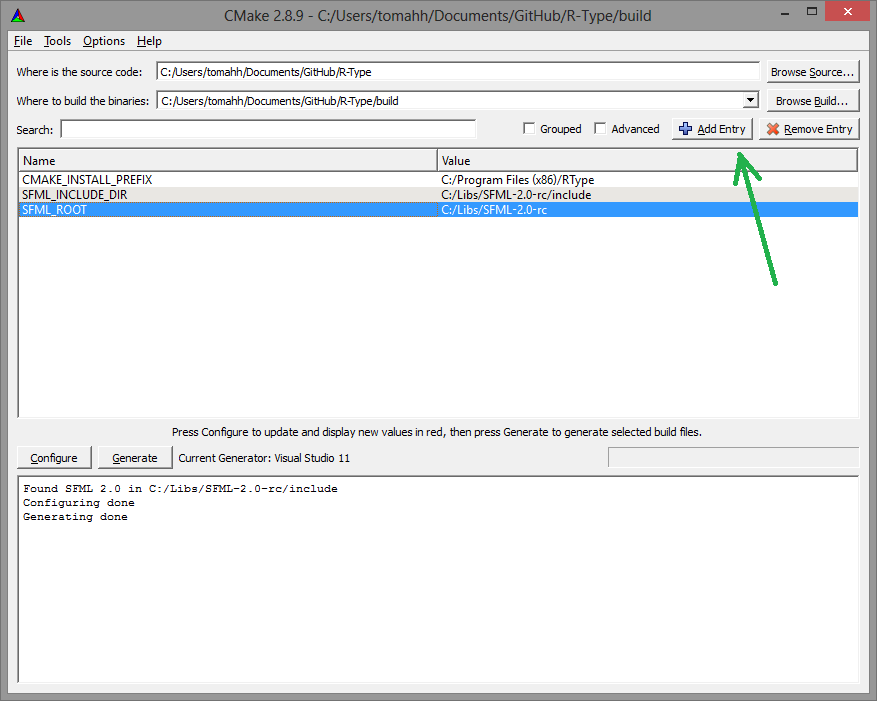 CMake 2.8.9 - C:/Users/tomahh/Documents/GitHub/R-Type/build
File Tools Options Help
Where is the source code: C:/Users/tomahh/Documents/GitHub/R-Type Browse Source...
Where to build the binaries: C:/Users/tomahh/Documents/GitHub/R-Type/build Browse Build...
Search: Grouped Advanced Add Entry Remove Entry
Name Value
CMAKE_INSTALL_PREFIX C:/Program Files (x86)/RType
SFML_INCLUDE_DIR C:/Libs/SFML-2.0-rc/include
SFML_ROOT C:/Libs/SFML-2.0-rc
Press Configure to update and display new values in red, then press Generate to generate selected build files.
Configure Generate Current Generator: Visual Studio 11
Found SFML 2.0 in C:/Libs/SFML-2.0-rc/include
Configuring done
Generating done